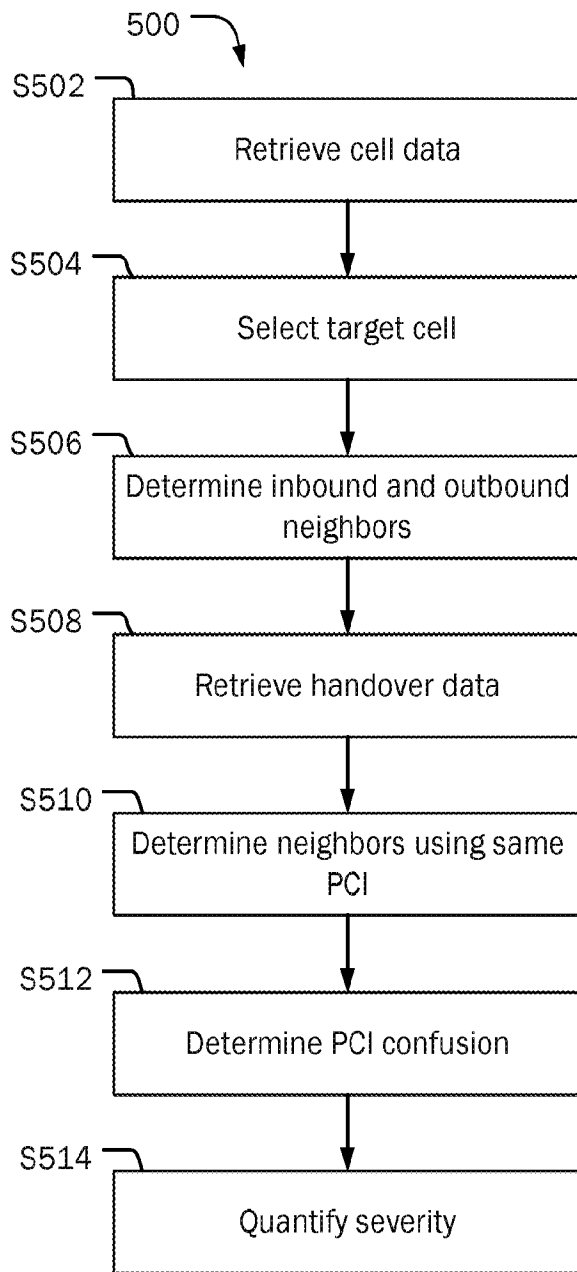 500
S502
Retrieve cell data
S504
Select target cell
S506
Determine inbound and outbound
neighbors
S508
Retrieve handover data
S510
Determine neighbors using same
PCI
S512
Determine PCI confusion
S514
Quantify severity